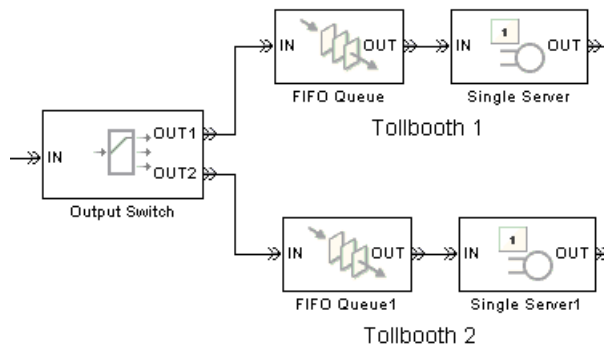 IN OUT IN 1 OUT
FIFO Queue Single Server
Tollbooth 1
IN OUT1
OUT2
Output Switch
IN OUT IN 1 OUT
FIFO Queue1 Single Server1
Tollbooth 2